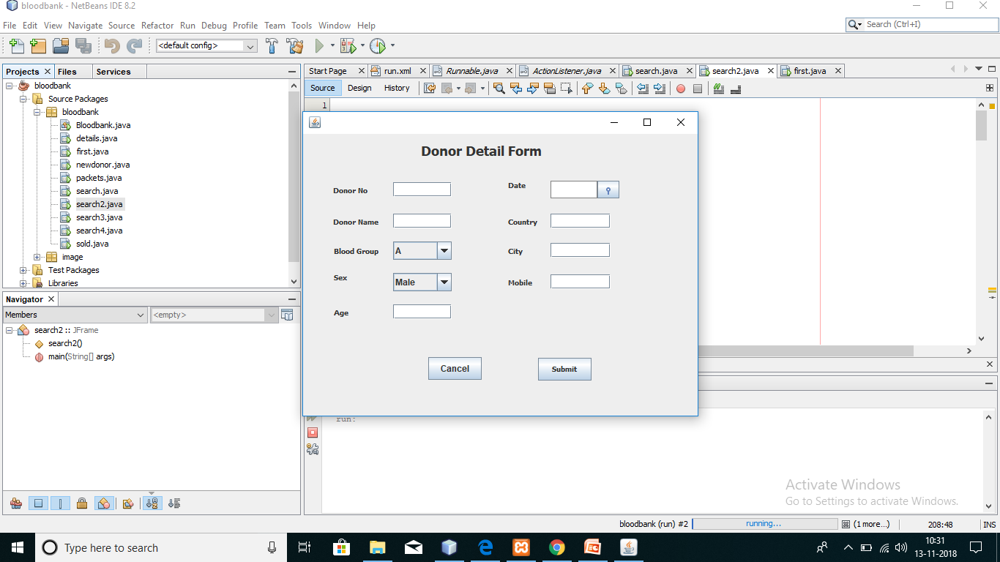 bloodbank - NetBeans IDE 8.2
File Edit View Navigate Source Refactor Run Debug Profile Team Tools Window Help
Search (Ctrl+I)
<default config>
Projects Files Services
Start Page run.xml Runnable.java ActionListener.java search.java search2.java first.java
Source Design History
1
bloodbank
Source Packages
bloodbank
Bloodbank.java
details.java
first.java
newdonor.java
packets.java
search.java
search2.java
search3.java
search4.java
sold.java
image
Test Packages
Libraries
Navigator
Members <empty>
search2 :: JFrame
search2()
main(String[] args)
Donor Detail Form
Donor No Date
Donor Name Country
Blood Group A City
Sex Male Mobile
Age
Cancel Submit
run:
Activate Windows
Go to Settings to activate Windows.
bloodbank (run) #2 running... (1 more...) 208:48 INS
Type here to search
10:31
13-11-2018